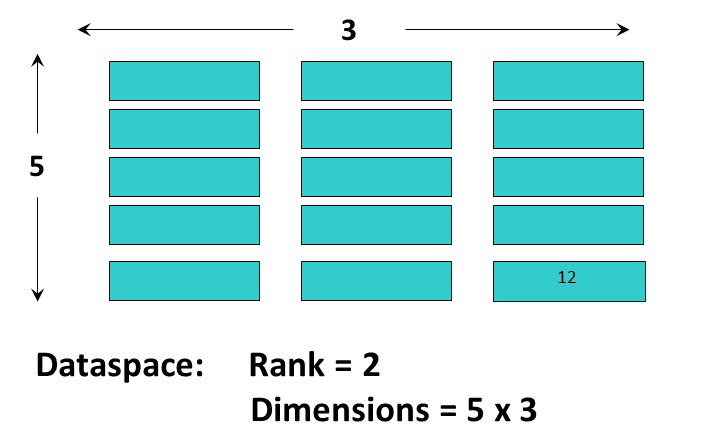 3
5
12
Dataspace: Rank = 2
Dimensions = 5 x 3